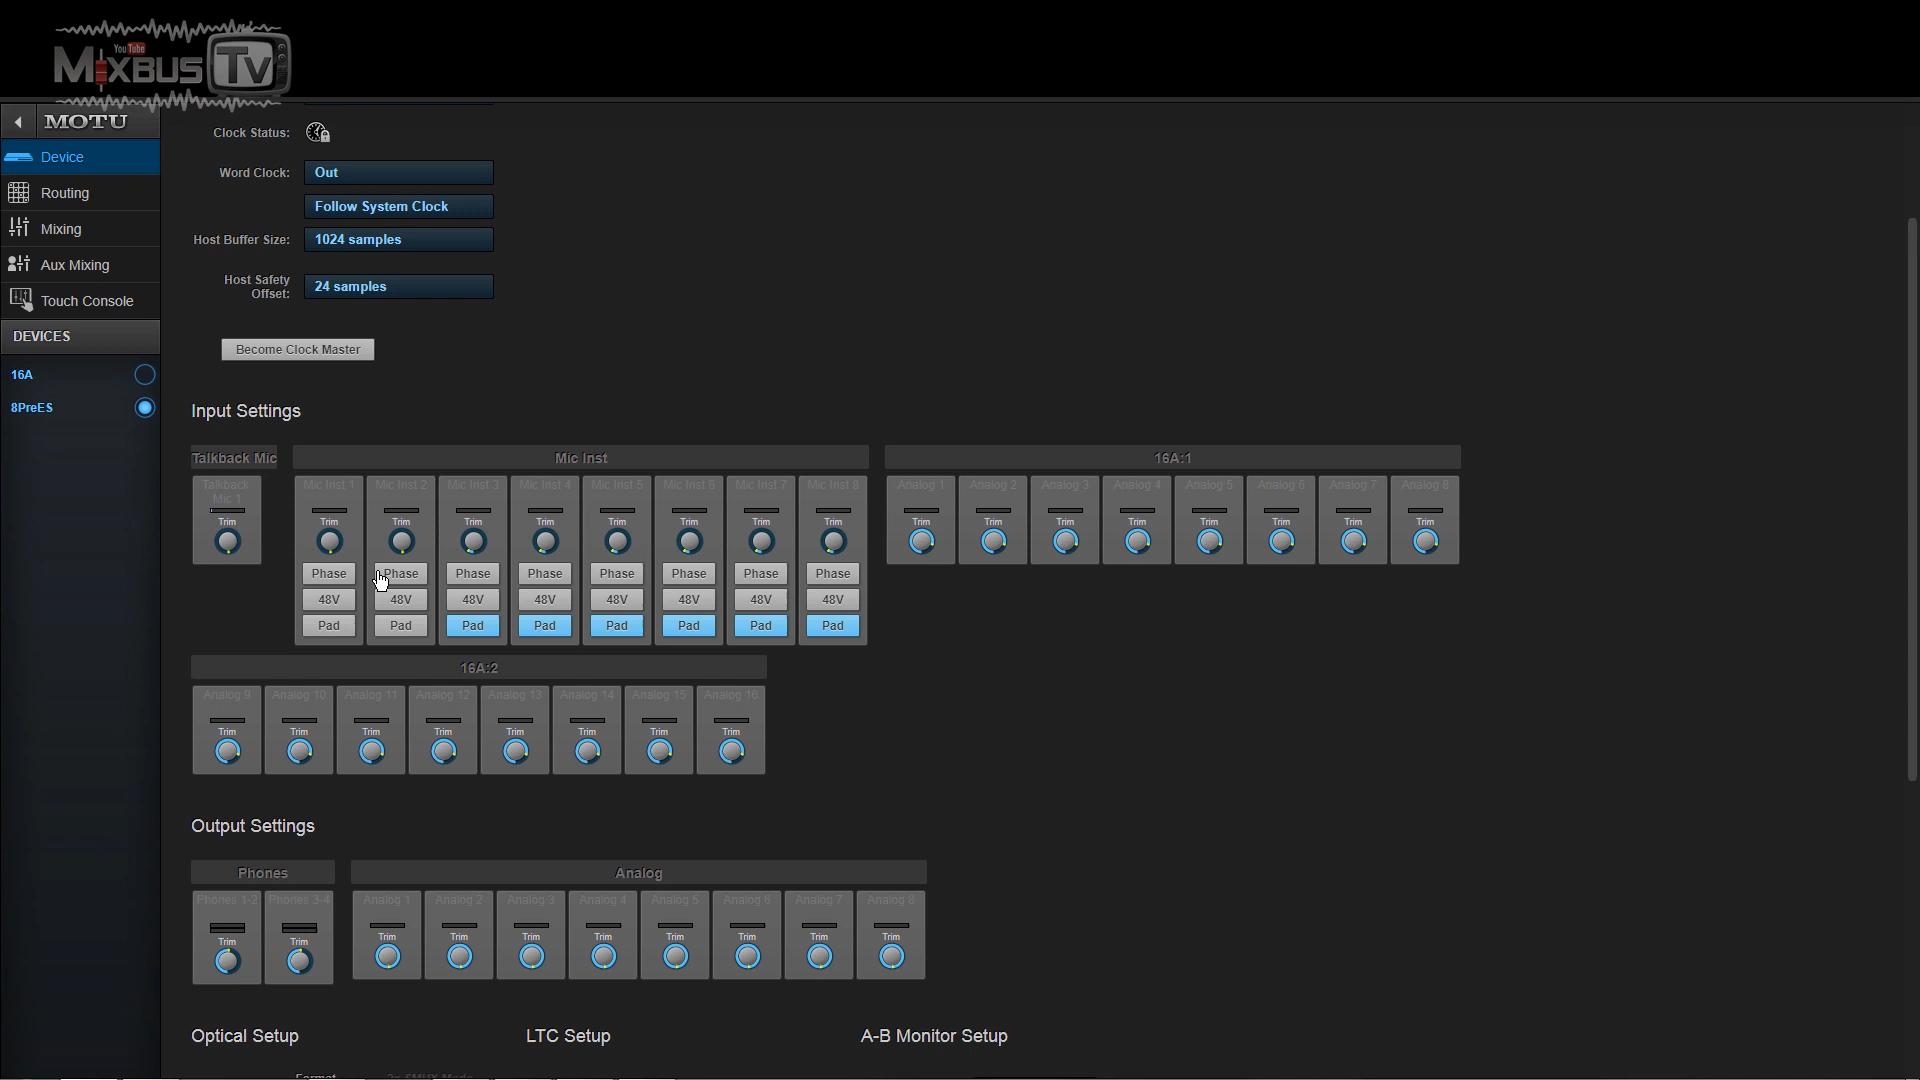 You Tube
MIXBUS Tv
MOTU
Device
Routing
Mixing
Aux Mixing
Touch Console
DEVICES
16A
8PreES
Clock Status:
Word Clock: Out
Follow System Clock
Host Buffer Size: 1024 samples
Host Safety Offset: 24 samples
Become Clock Master
Input Settings
Talkback Mic Mic Inst 16A:1
Talkback Mic 1 Mic Inst 1 Mic Inst 2 Mic Inst 3 Mic Inst 4 Mic Inst 5 Mic Inst 6 Mic Inst 7 Mic Inst 8 Analog 1 Analog 2 Analog 3 Analog 4 Analog 5 Analog 6 Analog 7 Analog 8
Trim Trim Trim Trim Trim Trim Trim Trim Trim Trim Trim Trim Trim Trim Trim Trim Trim
Phase Phase Phase Phase Phase Phase Phase Phase
48V 48V 48V 48V 48V 48V 48V 48V
Pad Pad Pad Pad Pad Pad Pad Pad
16A:2
Analog 9 Analog 10 Analog 11 Analog 12 Analog 13 Analog 14 Analog 15 Analog 16
Trim Trim Trim Trim Trim Trim Trim Trim
Output Settings
Phones Analog
Phones 1-2 Phones 3-4 Analog 1 Analog 2 Analog 3 Analog 4 Analog 5 Analog 6 Analog 7 Analog 8
Trim Trim Trim Trim Trim Trim Trim Trim Trim Trim
Optical Setup LTC Setup A-B Monitor Setup